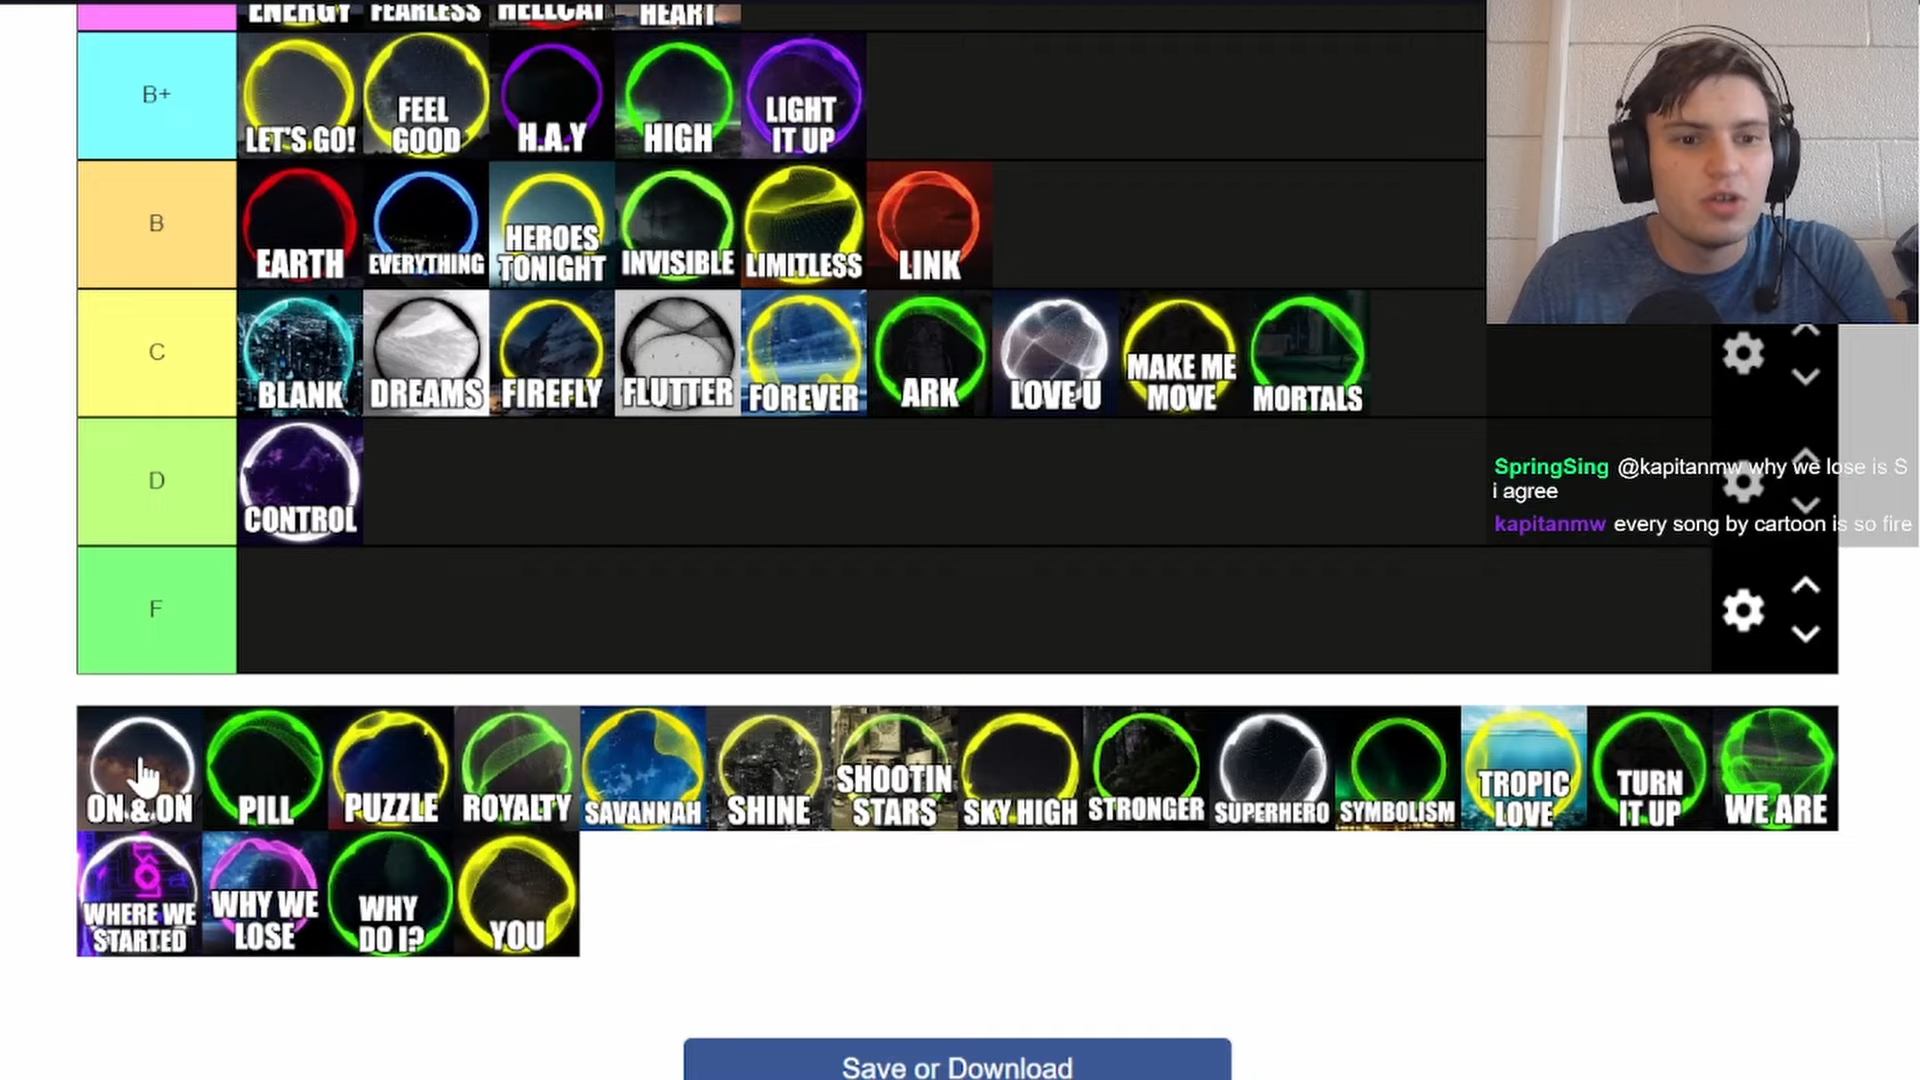 ENERGY FEARLESS HELLCAT HEART
B+
LET'S GO!
FEEL
GOOD
H.A.Y
HIGH
LIGHT
IT UP
B
EARTH
EVERYTHING
HEROES
TONIGHT
INVISIBLE
LIMITLESS
LINK
C
BLANK
DREAMS
FIREFLY
FLUTTER
FOREVER
ARK
LOVE U
MAKE ME
MOVE
MORTALS
D
CONTROL
SpringSing @kapitanmw why we lose is S
i agree
kapitanmw every song by cartoon is so fire
F
ON & ON
PILL
PUZZLE
ROYALTY
SAVANNAH
SHINE
SHOOTIN
STARS
SKY HIGH
STRONGER
SUPERHERO
SYMBOLISM
TROPIC
LOVE
TURN
IT UP
WE ARE
WHERE WE
STARTED
WHY WE
LOSE
WHY
DO I?
YOU
Save or Download